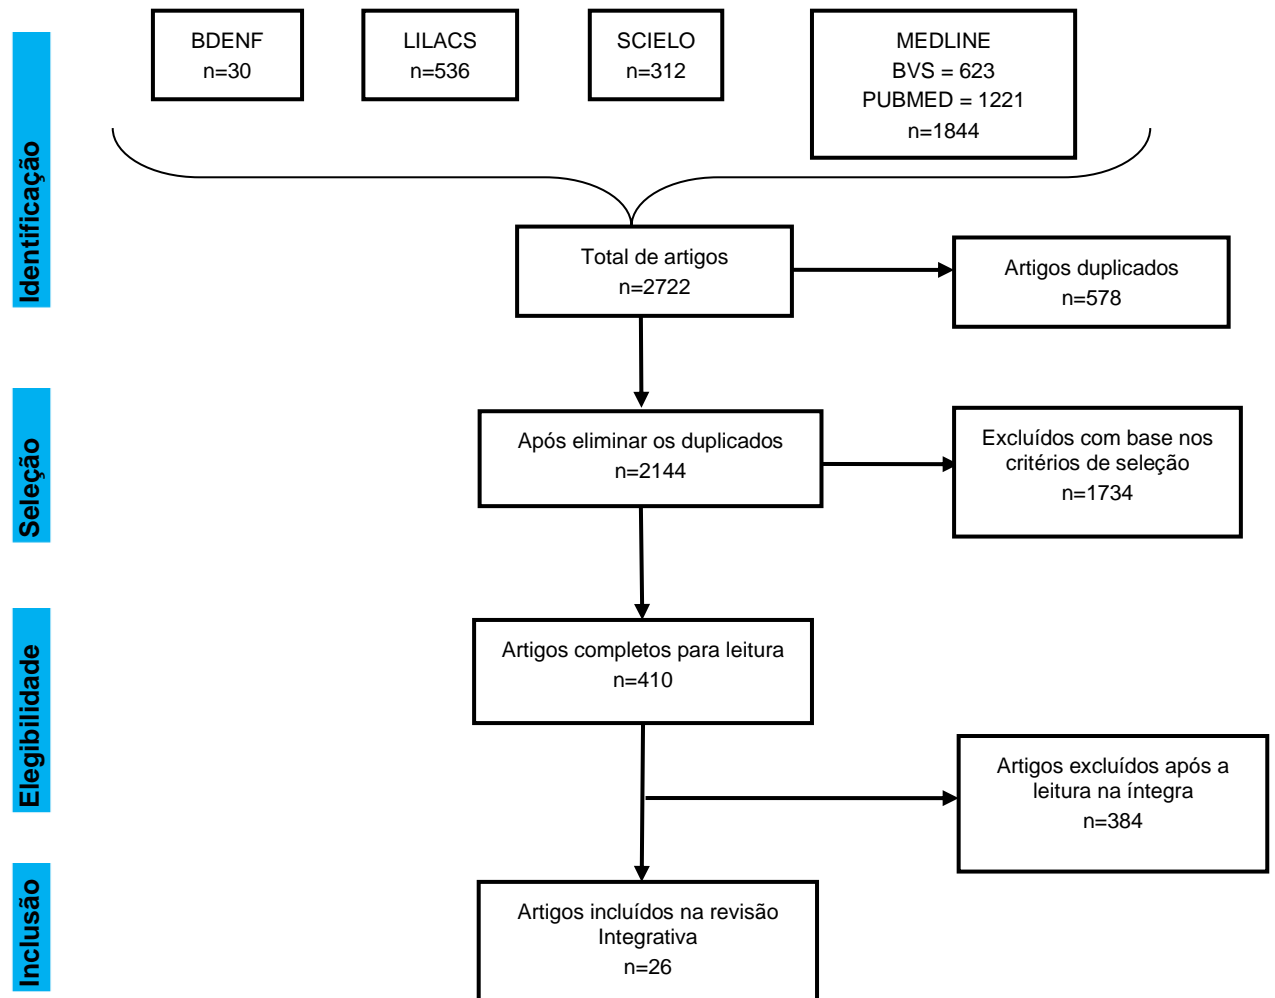 Identificação
BDENF
n=30
LILACS
n=536
SCIELO
n=312
MEDLINE
BVS = 623
PUBMED = 1221
n=1844
Total de artigos
n=2722
Artigos duplicados
n=578
Seleção
Após eliminar os duplicados
n=2144
Excluídos com base nos
critérios de seleção
n=1734
Elegibilidade
Artigos completos para leitura
n=410
Artigos excluídos após a
leitura na íntegra
n=384
Inclusão
Artigos incluídos na revisão
Integrativa
n=26